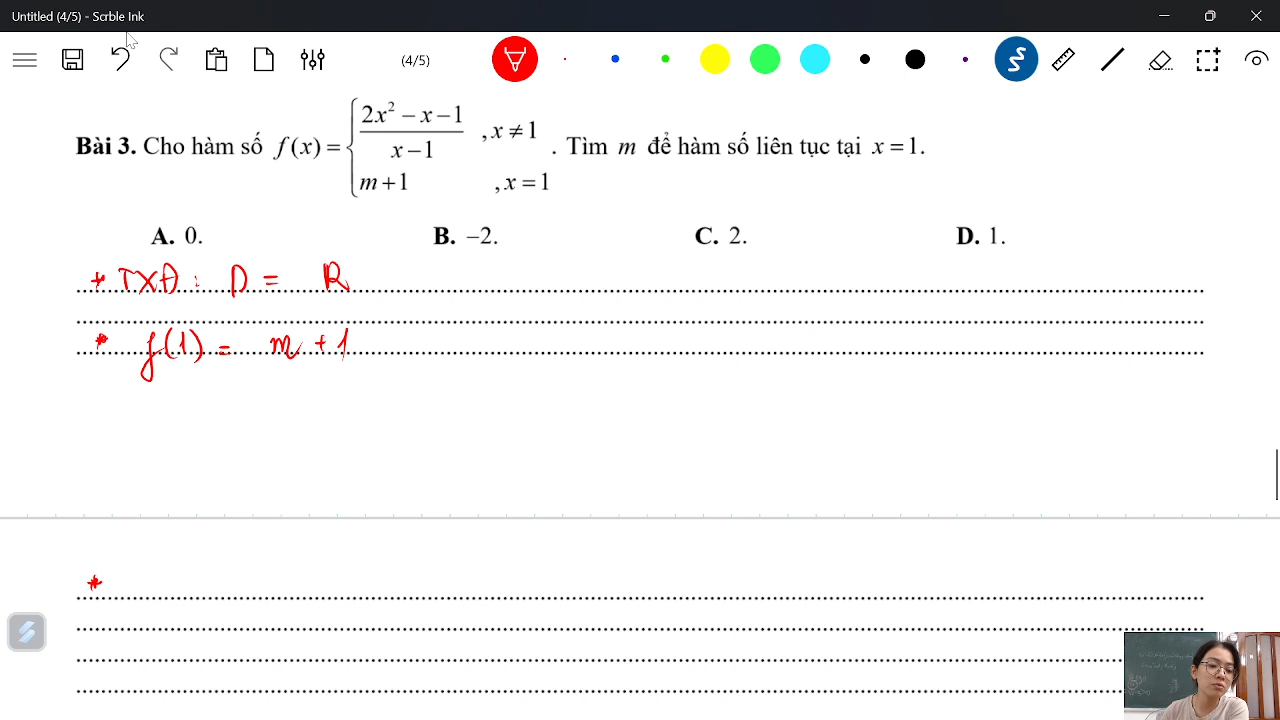 Untitled (4/5) - Scrble Ink
(4/5)
Bài 3. Cho hàm số f(x) = { (2x² − x − 1)/(x − 1) , x ≠ 1 ; m + 1 , x = 1 . Tìm m để hàm số liên tục tại x = 1.
A. 0. B. –2. C. 2. D. 1.
* TXĐ : D = R
* f(1) = m + 1
*